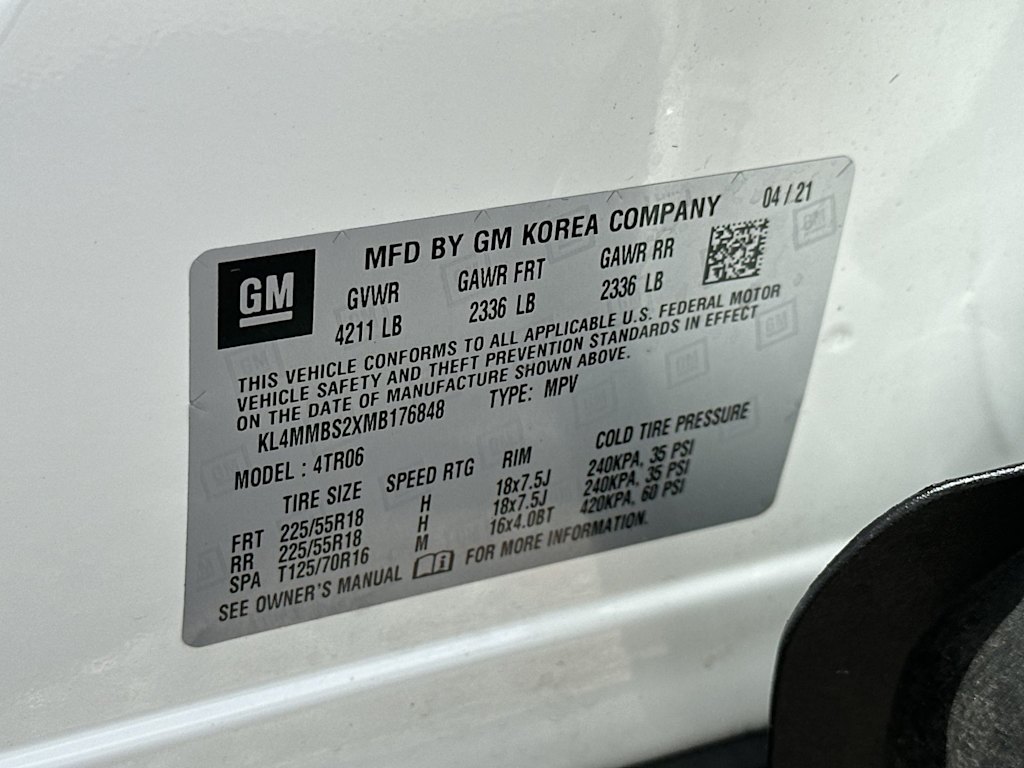 MFD BY GM KOREA COMPANY 04 / 21
GM
GVWR GAWR FRT GAWR RR
4211 LB 2336 LB 2336 LB
THIS VEHICLE CONFORMS TO ALL APPLICABLE U.S. FEDERAL MOTOR
VEHICLE SAFETY AND THEFT PREVENTION STANDARDS IN EFFECT
ON THE DATE OF MANUFACTURE SHOWN ABOVE.
KL4MMBS2XMB176848 TYPE: MPV
MODEL : 4TR06
TIRE SIZE SPEED RTG RIM COLD TIRE PRESSURE
FRT 225/55R18 H 18x7.5J 240KPA, 35 PSI
RR 225/55R18 H 18x7.5J 240KPA, 35 PSI
SPA T125/70R16 M 16x4.0BT 420KPA, 60 PSI
SEE OWNER'S MANUAL FOR MORE INFORMATION.